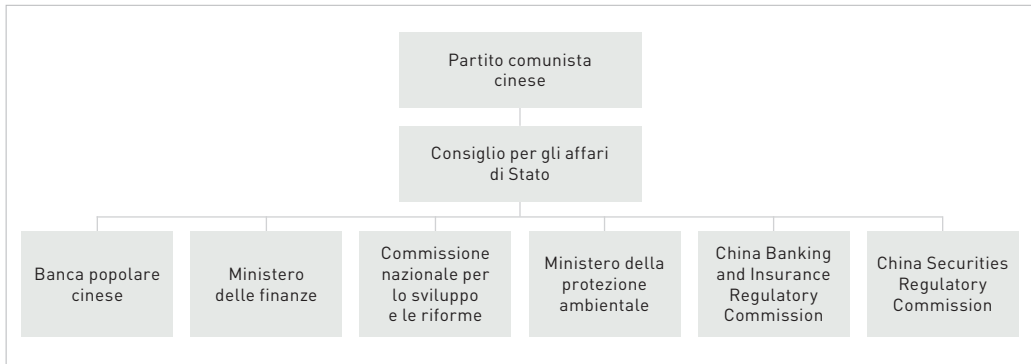 Partito comunista
cinese
Consiglio per gli affari
di Stato
Banca popolare
cinese
Ministero
delle finanze
Commissione
nazionale per
lo sviluppo
e le riforme
Ministero della
protezione
ambientale
China Banking
and Insurance
Regulatory
Commission
China Securities
Regulatory
Commission